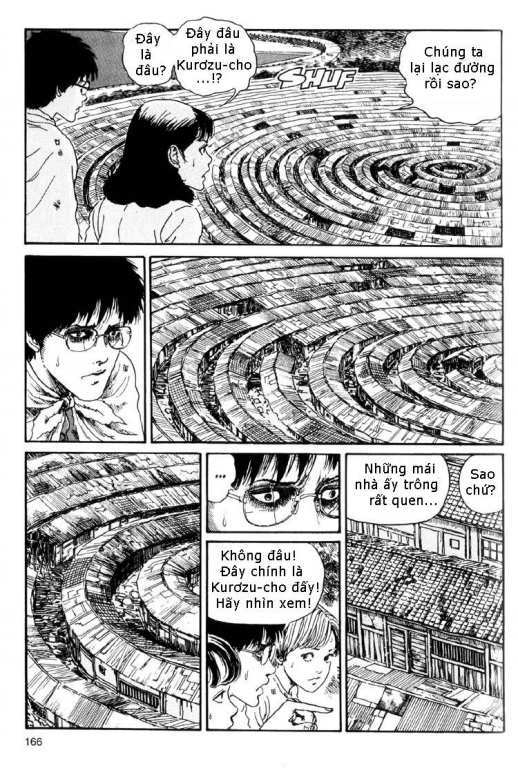 Đây
là
đâu?
Đây đâu
phải là
Kurozu-cho
...!?
SHUF
Chúng ta
lại lạc đường
rồi sao?
...
Không đâu!
Đây chính là
Kurozu-cho đấy!
Hãy nhìn xem!
Những mái
nhà ấy trông
rất quen...
Sao
chứ?
166